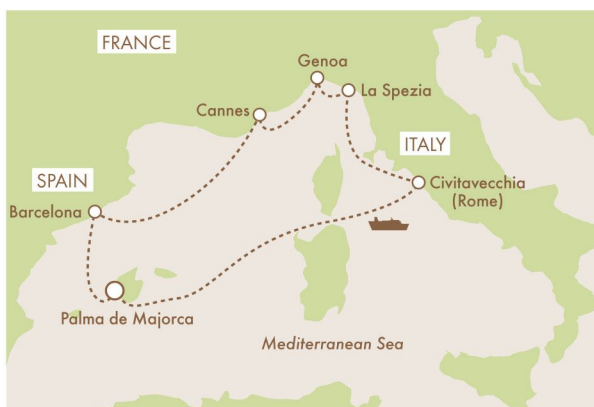 FRANCE
Genoa
La Spezia
Cannes
ITALY
SPAIN
Civitavecchia
(Rome)
Barcelona
Palma de Majorca
Mediterranean Sea